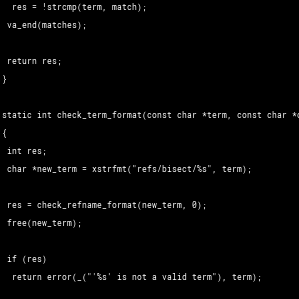 res = !strcmp(term, match);
va_end(matches);
return res;
}
static int check_term_format(const char *term, const char *
{
int res;
char *new_term = xstrfmt("refs/bisect/%s", term);
res = check_refname_format(new_term, 0);
free(new_term);
if (res)
return error(_("'%s' is not a valid term"), term);